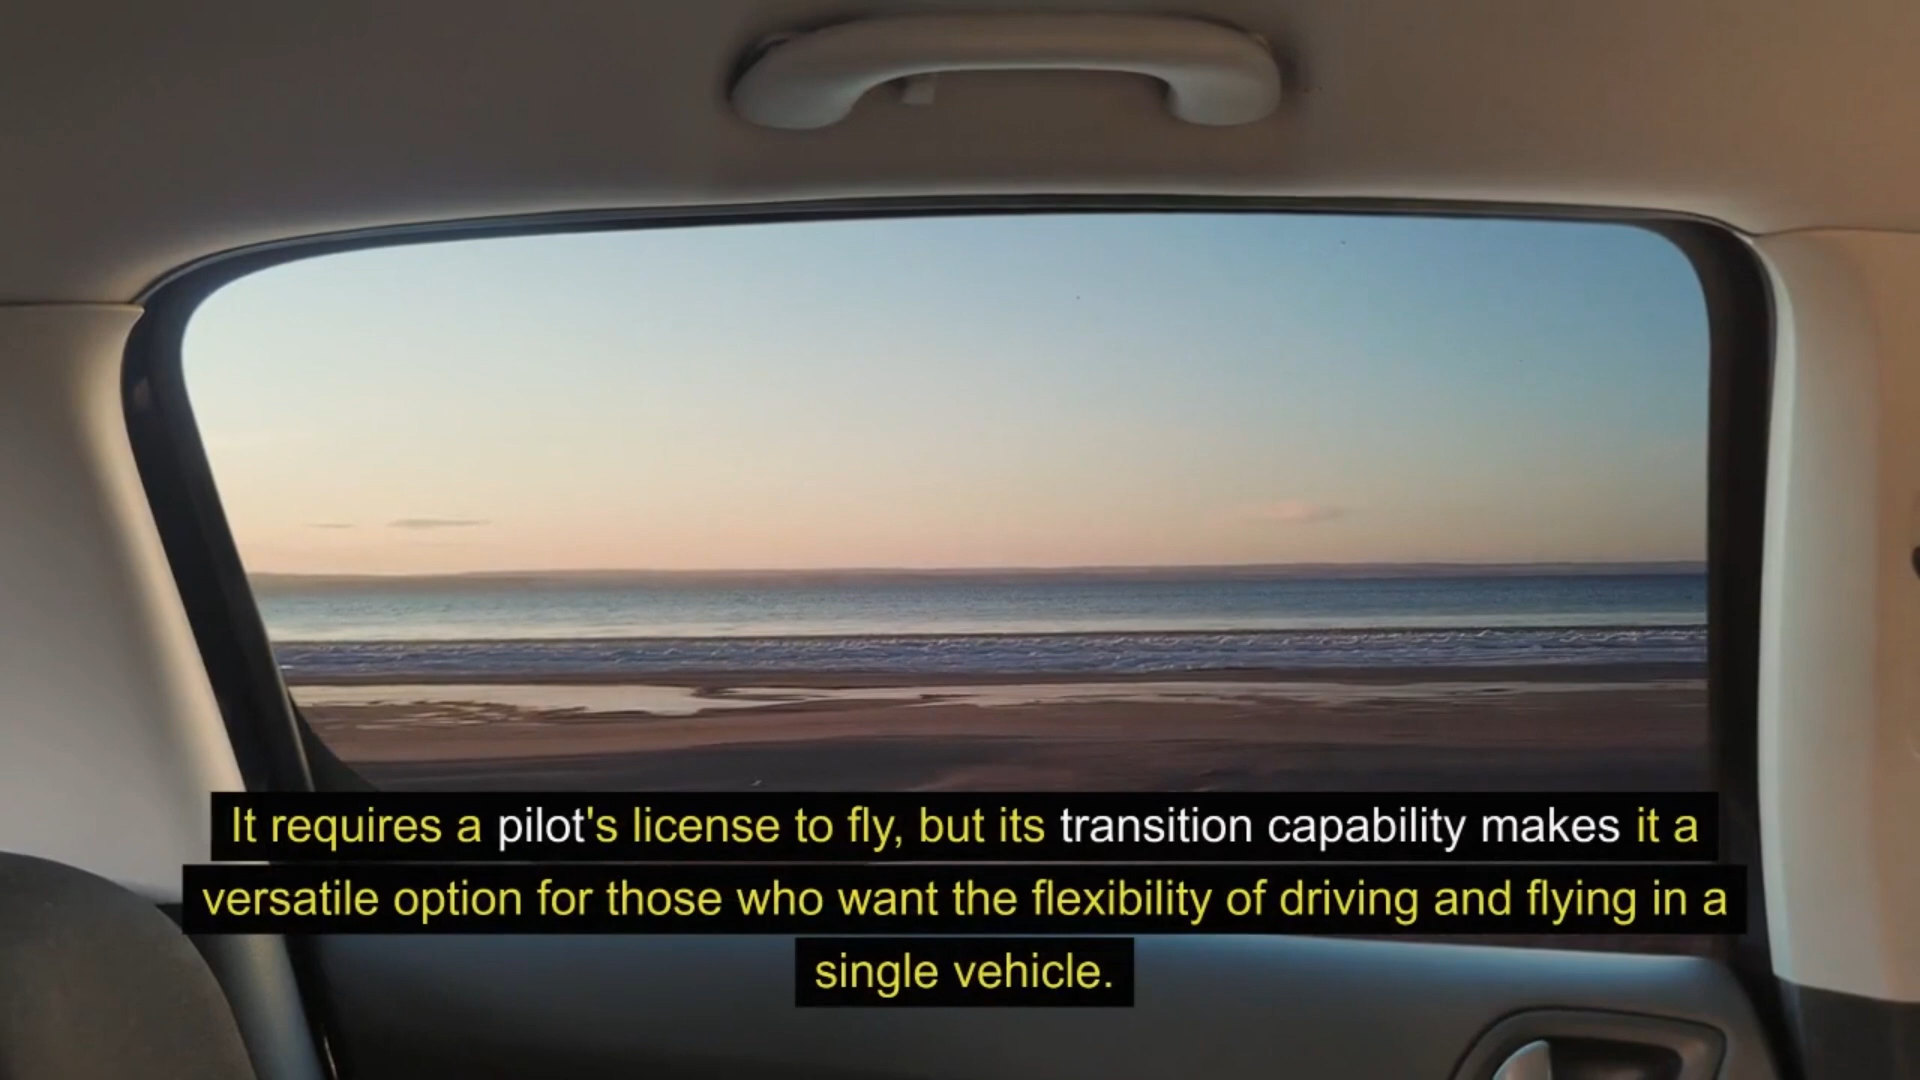 It requires a pilot's license to fly, but its transition capability makes it a
versatile option for those who want the flexibility of driving and flying in a
single vehicle.